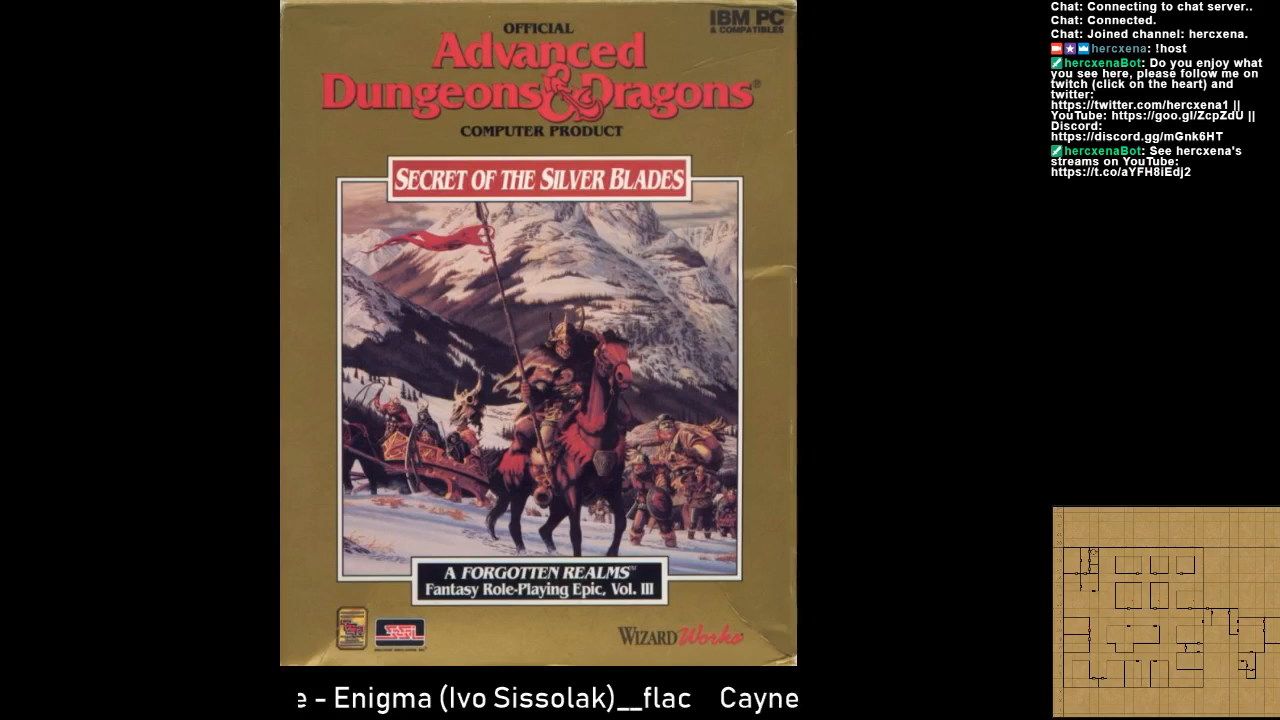 IBM PC
& COMPATIBLES
OFFICIAL
Advanced
Dungeons & Dragons®
COMPUTER PRODUCT
SECRET OF THE SILVER BLADES
A FORGOTTEN REALMS™
Fantasy Role-Playing Epic, Vol. III
SSI
WIZARDWorks
e - Enigma (Ivo Sissolak)__flac    Cayne
Chat: Connecting to chat server..
Chat: Connected.
Chat: Joined channel: hercxena.
hercxena: !host
hercxenaBot: Do you enjoy what
you see here, please follow me on
twitch (click on the heart) and
twitter:
https://twitter.com/hercxena1 ||
YouTube: https://goo.gl/ZcpZdU ||
Discord:
https://discord.gg/mGnk6HT
hercxenaBot: See hercxena's
streams on YouTube:
https://t.co/aYFH8iEdj2